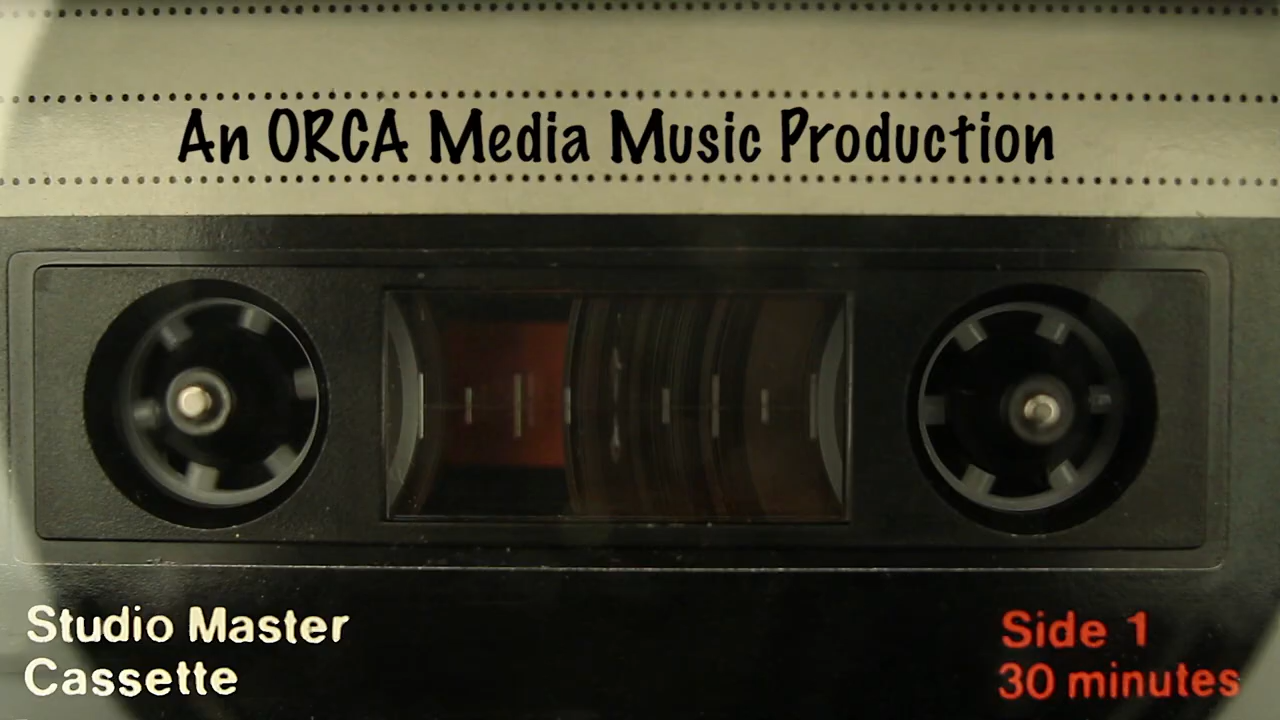 An ORCA Media Music Production
Studio Master
Cassette
Side 1
30 minutes